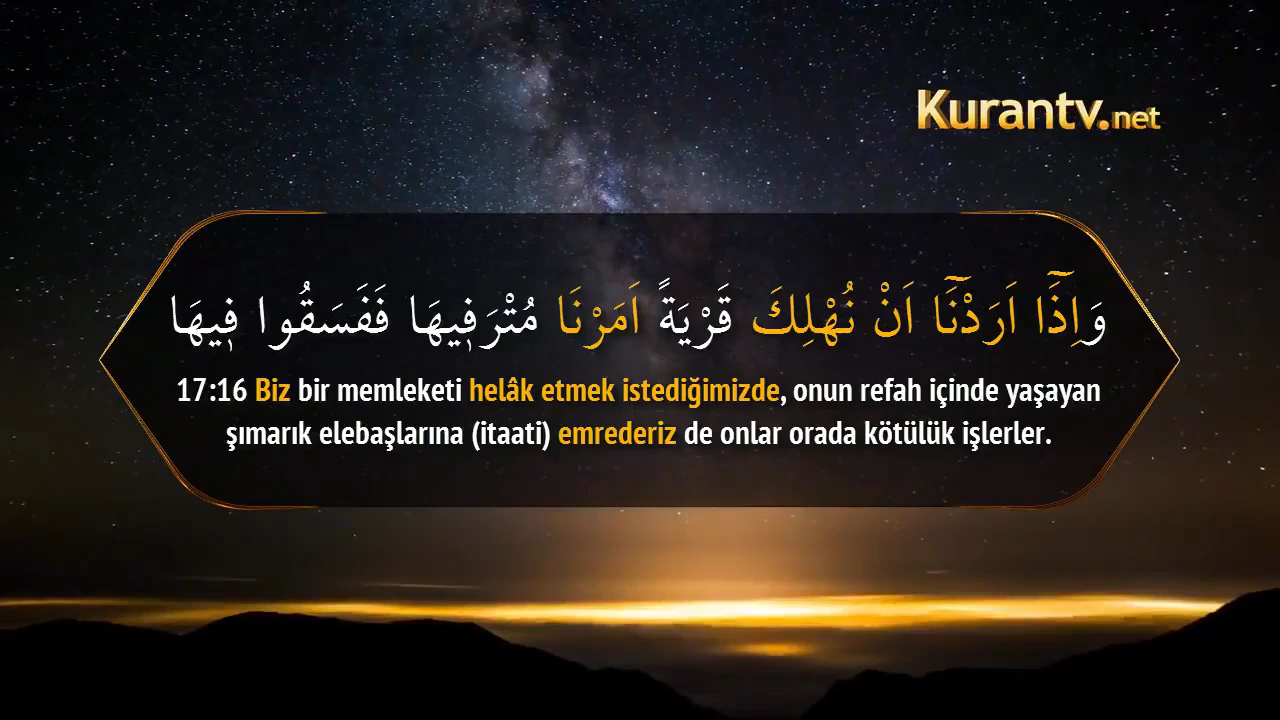 Kurantv.net
وَاِذَٓا اَرَدْنَٓا اَنْ نُهْلِكَ قَرْيَةً اَمَرْنَا مُتْرَف۪يهَا فَفَسَقُوا ف۪يهَا
17:16 Biz bir memleketi helâk etmek istediğimizde, onun refah içinde yaşayan
şımarık elebaşlarına (itaati) emrederiz de onlar orada kötülük işlerler.